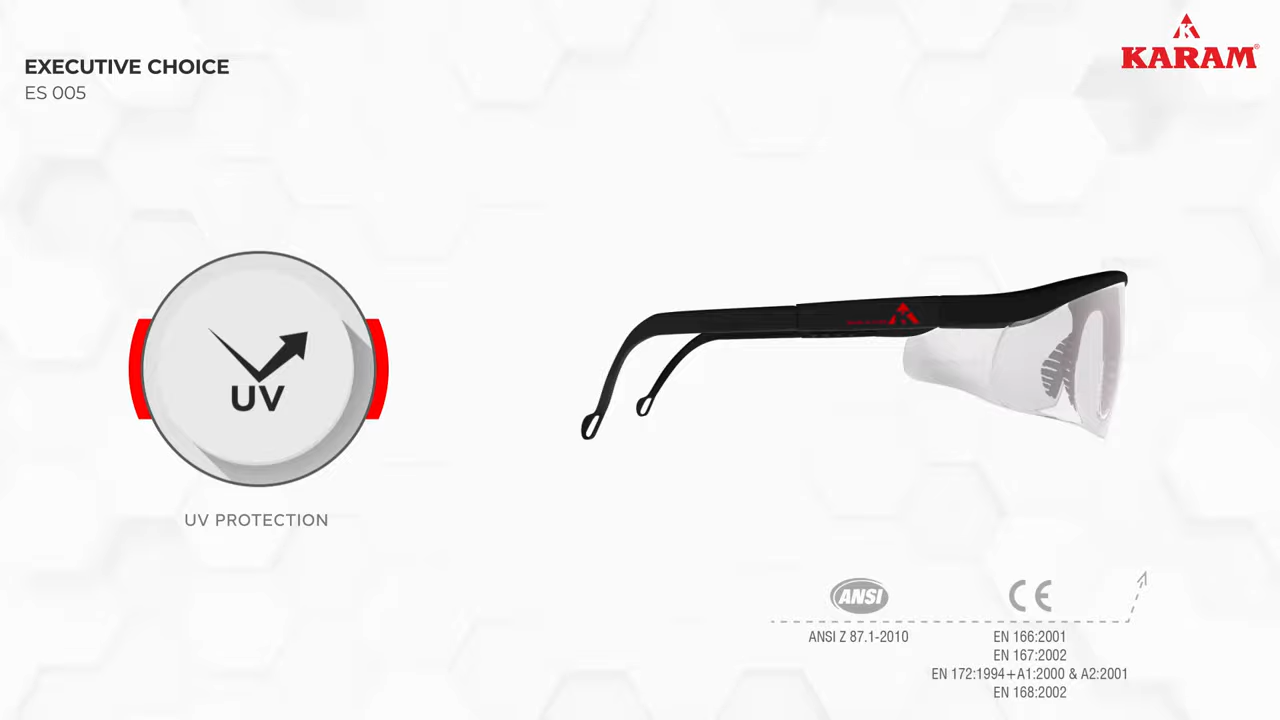 EXECUTIVE CHOICE
ES 005
KARAM
UV
UV PROTECTION
ANSI
CE
ANSI Z 87.1-2010
EN 166:2001
EN 167:2002
EN 172:1994+A1:2000 & A2:2001
EN 168:2002